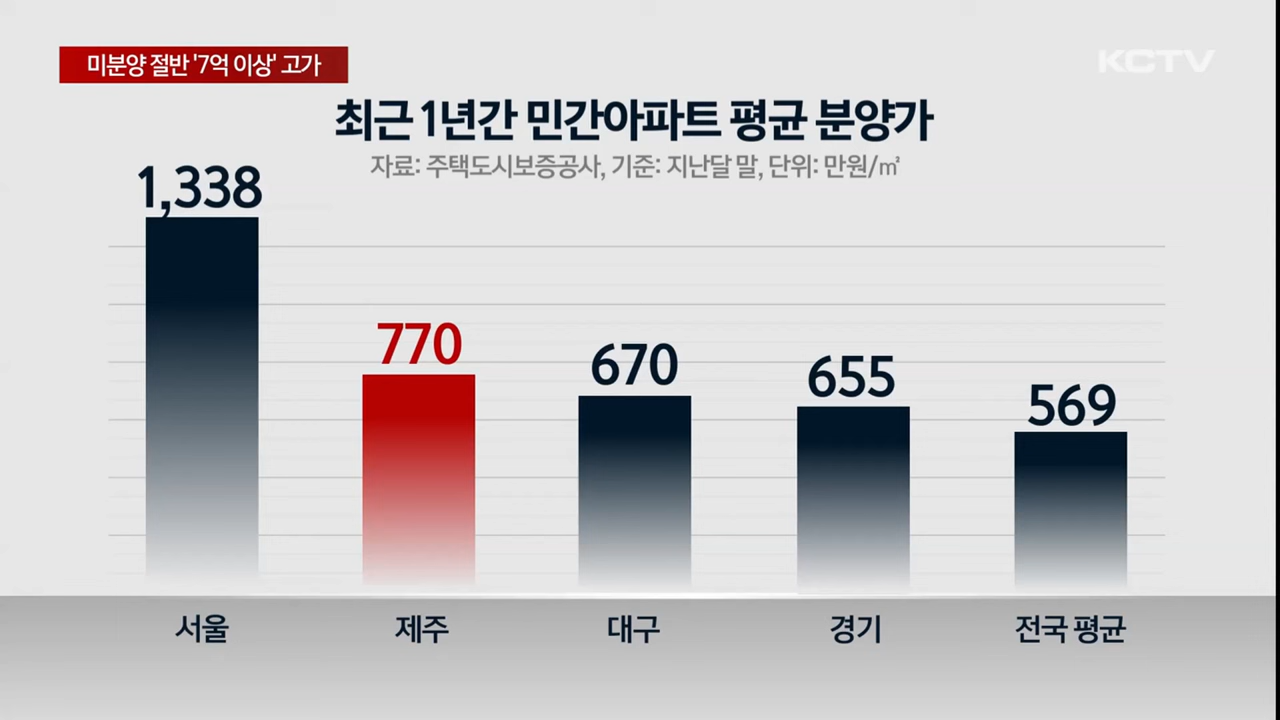 미분양 절반 '7억 이상' 고가
KCTV
최근 1년간 민간아파트 평균 분양가
자료: 주택도시보증공사, 기준: 지난달 말, 단위: 만원/㎡
1,338
770
670
655
569
서울
제주
대구
경기
전국 평균